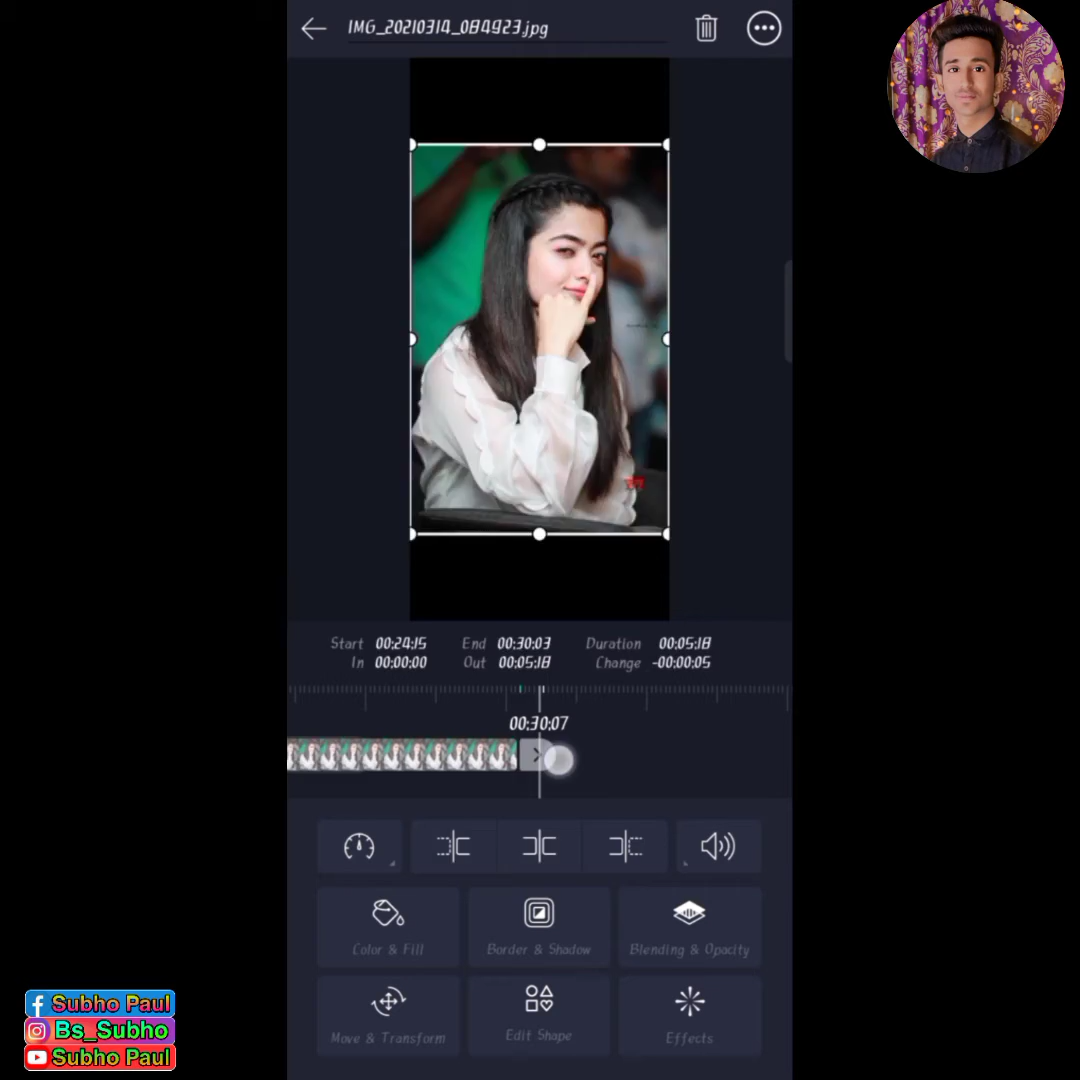 IMG_20210314_084923.jpg
Start 00:24:15 End 00:30:03 Duration 00:05:18
In 00:00:00 Out 00:05:18 Change -00:00:05
00:30:07
Color & Fill Border & Shadow Blending & Opacity
Move & Transform Edit Shape Effects
Subho Paul
Bs_Subho
Subho Paul